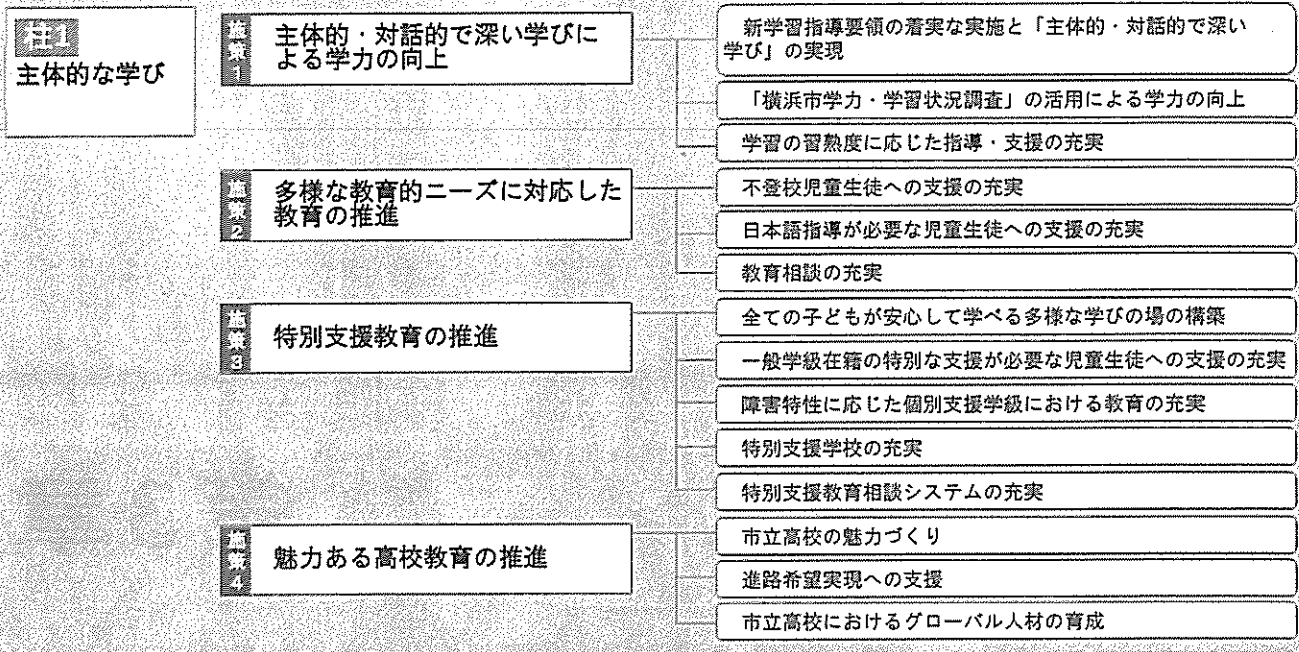 柱1
主体的な学び
施策1
主体的・対話的で深い学びに
よる学力の向上
新学習指導要領の着実な実施と「主体的・対話的で深い
学び」の実現
「横浜市学力・学習状況調査」の活用による学力の向上
学習の習熟度に応じた指導・支援の充実
施策2
多様な教育的ニーズに対応した
教育の推進
不登校児童生徒への支援の充実
日本語指導が必要な児童生徒への支援の充実
教育相談の充実
施策3
特別支援教育の推進
全ての子どもが安心して学べる多様な学びの場の構築
一般学級在籍の特別な支援が必要な児童生徒への支援の充実
障害特性に応じた個別支援学級における教育の充実
特別支援学校の充実
特別支援教育相談システムの充実
施策4
魅力ある高校教育の推進
市立高校の魅力づくり
進路希望実現への支援
市立高校におけるグローバル人材の育成